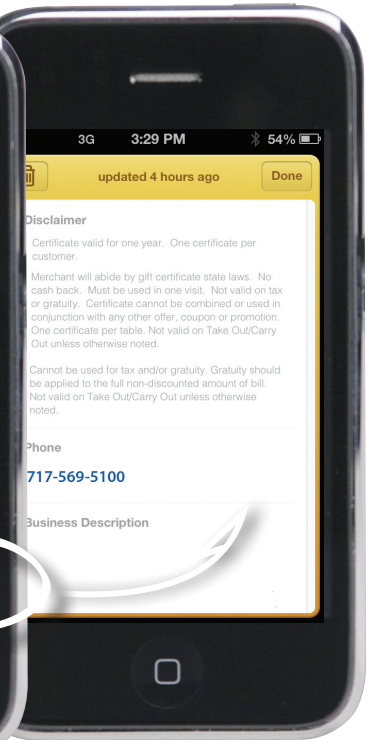 3G 3:29 PM 54%
updated 4 hours ago Done
Disclaimer
Certificate valid for one year. One certificate per
customer.
Merchant will abide by gift certificate state laws. No
cash back. Must be used in one visit. Not valid on tax
or gratuity. Certificate cannot be combined or used in
conjunction with any other offer, coupon or promotion.
One certificate per table. Not valid on Take Out/Carry
Out unless otherwise noted.
Cannot be used for tax and/or gratuity. Gratuity should
be applied to the full non-discounted amount of bill.
Not valid on Take Out/Carry Out unless otherwise
noted.
Phone
717-569-5100
Business Description